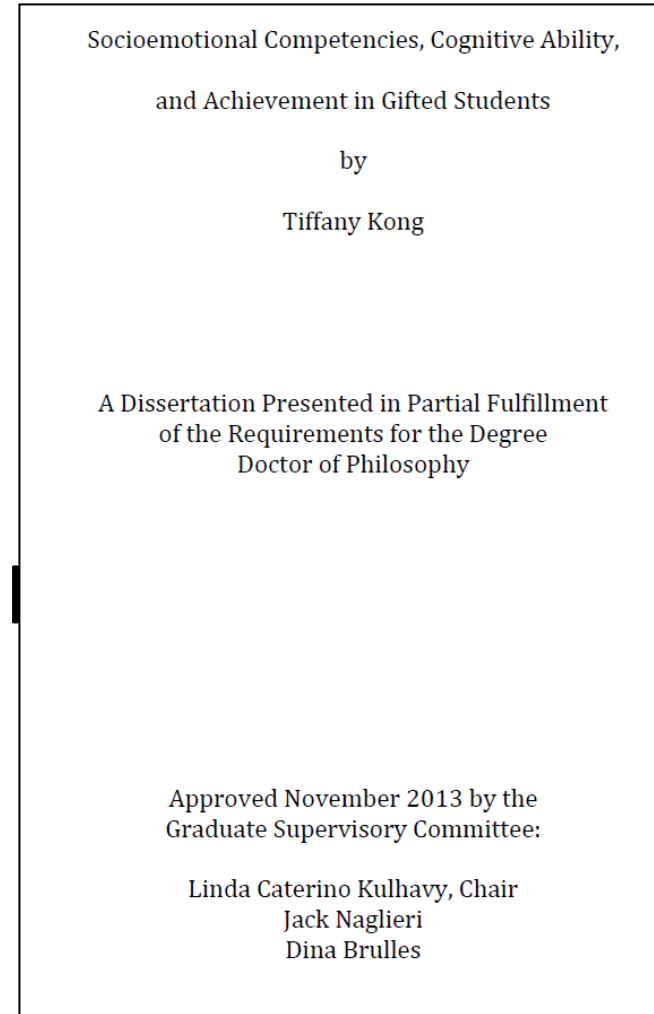 Socioemotional Competencies, Cognitive Ability,
and Achievement in Gifted Students
by
Tiffany Kong
A Dissertation Presented in Partial Fulfillment
of the Requirements for the Degree
Doctor of Philosophy
Approved November 2013 by the
Graduate Supervisory Committee:
Linda Caterino Kulhavy, Chair
Jack Naglieri
Dina Brulles